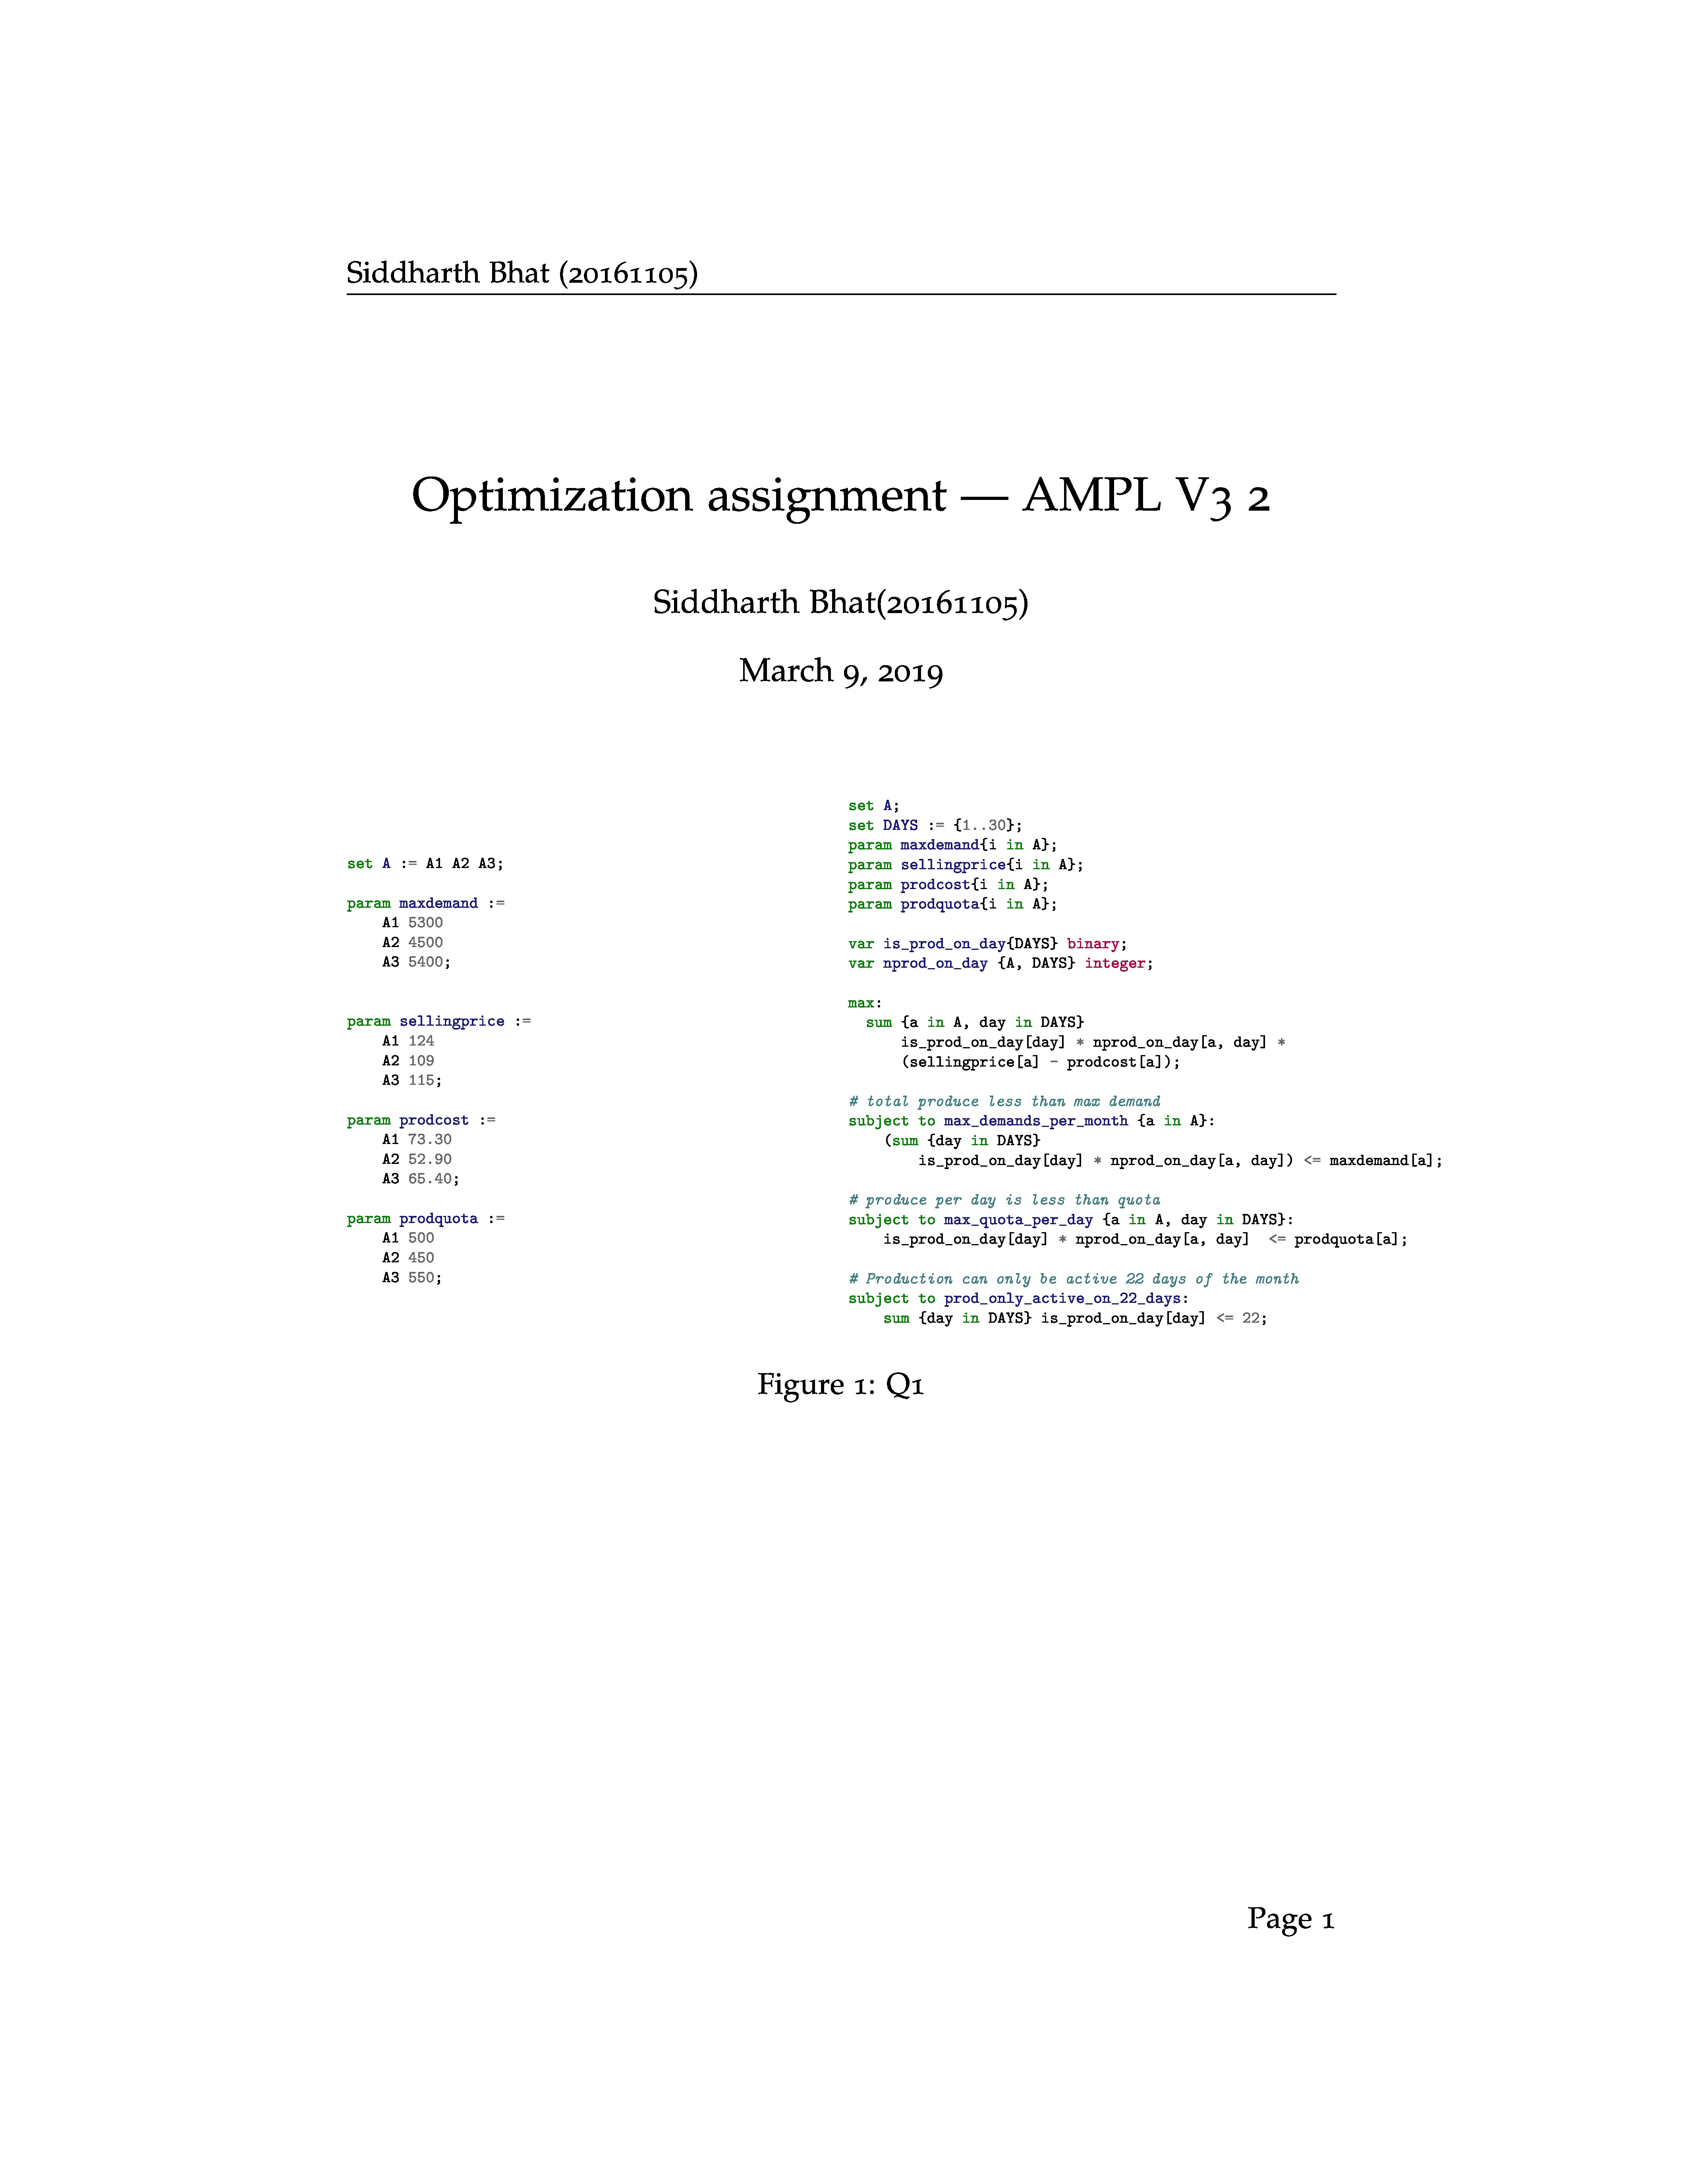 Siddharth Bhat (20161105)
Optimization assignment — AMPL V3 2
Siddharth Bhat(20161105)
March 9, 2019
set A := A1 A2 A3;
param maxdemand :=
    A1 5300
    A2 4500
    A3 5400;
param sellingprice :=
    A1 124
    A2 109
    A3 115;
param prodcost :=
    A1 73.30
    A2 52.90
    A3 65.40;
param prodquota :=
    A1 500
    A2 450
    A3 550;
set A;
set DAYS := {1..30};
param maxdemand{i in A};
param sellingprice{i in A};
param prodcost{i in A};
param prodquota{i in A};
var is_prod_on_day{DAYS} binary;
var nprod_on_day {A, DAYS} integer;
max:
  sum {a in A, day in DAYS}
      is_prod_on_day[day] * nprod_on_day[a, day] *
      (sellingprice[a] - prodcost[a]);
# total produce less than max demand
subject to max_demands_per_month {a in A}:
    (sum {day in DAYS}
        is_prod_on_day[day] * nprod_on_day[a, day]) <= maxdemand[a];
# produce per day is less than quota
subject to max_quota_per_day {a in A, day in DAYS}:
    is_prod_on_day[day] * nprod_on_day[a, day]  <= prodquota[a];
# Production can only be active 22 days of the month
subject to prod_only_active_on_22_days:
    sum {day in DAYS} is_prod_on_day[day] <= 22;
Figure 1: Q1
Page 1